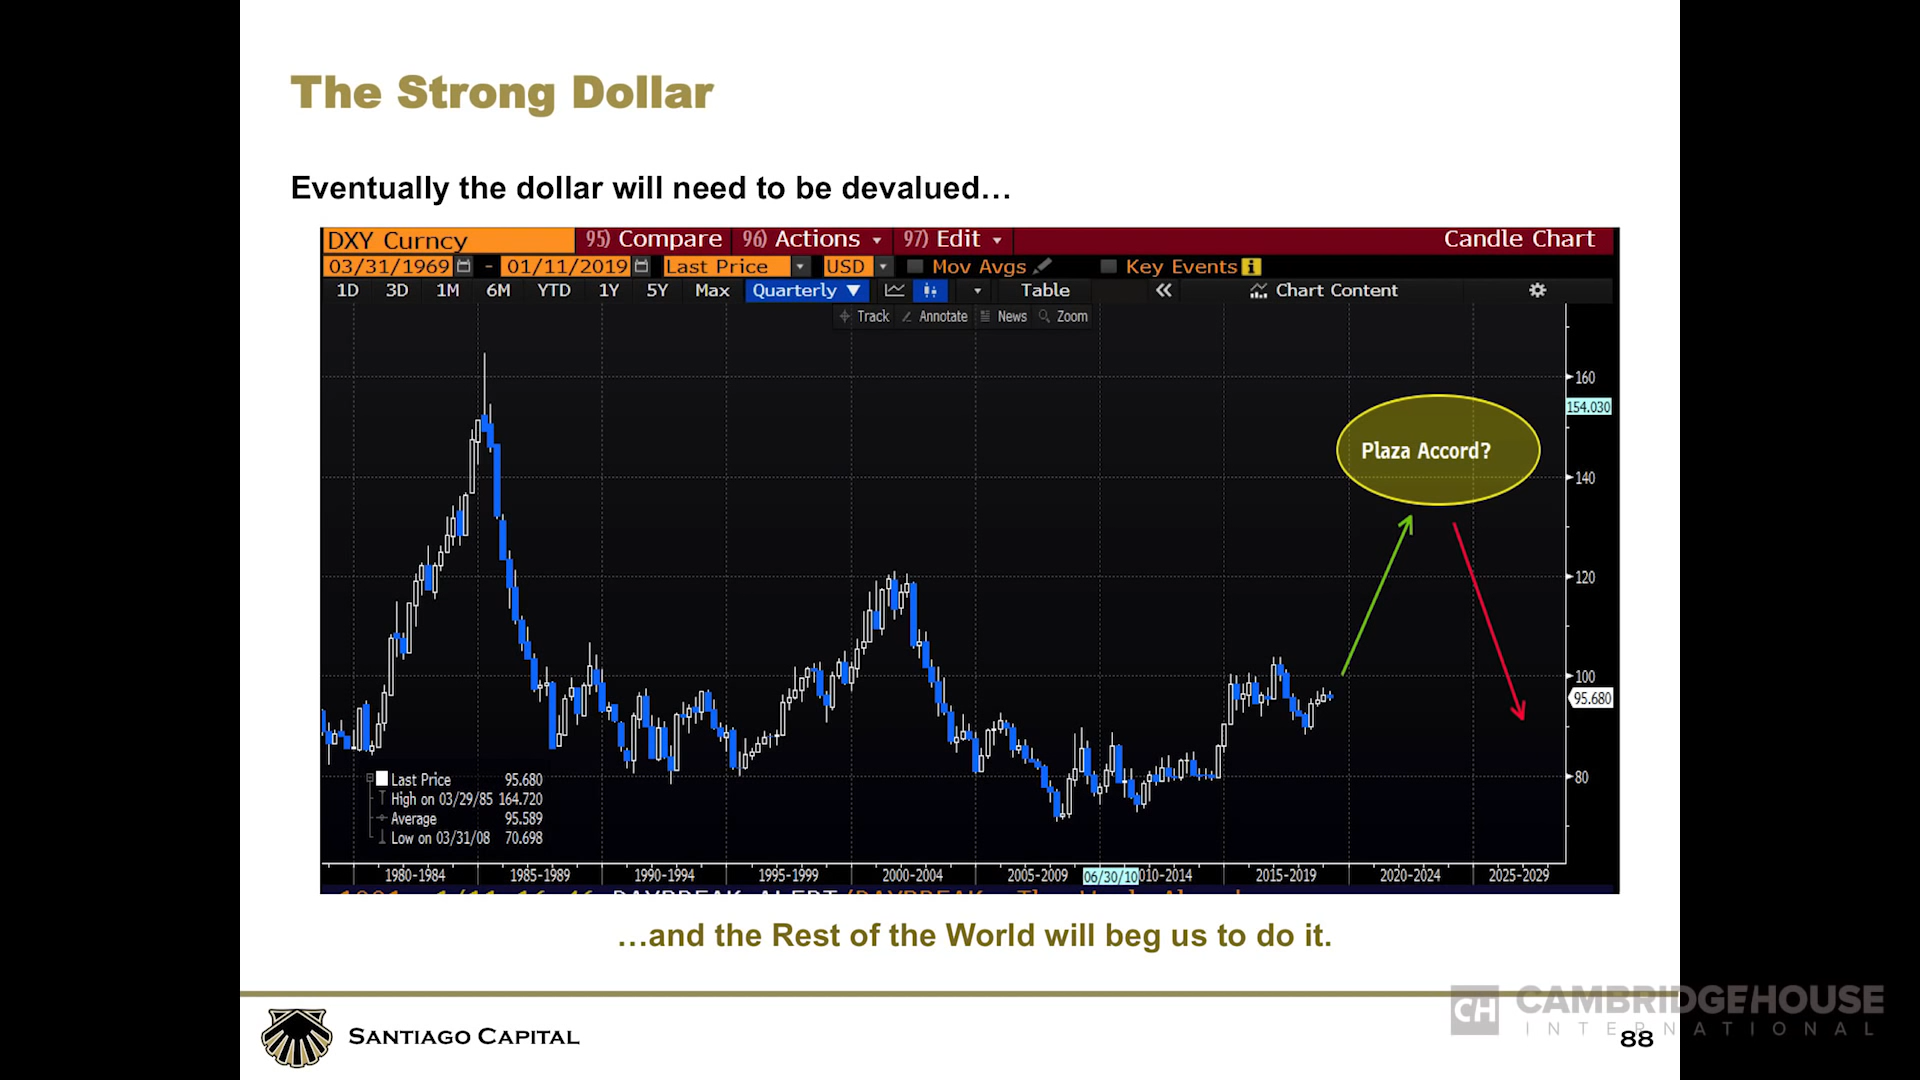 The Strong Dollar
Eventually the dollar will need to be devalued…
DXY Curncy 95) Compare 96) Actions 97) Edit Candle Chart
03/31/1969 - 01/11/2019 Last Price USD Mov Avgs Key Events
1D 3D 1M 6M YTD 1Y 5Y Max Quarterly Table Chart Content
Track Annotate News Zoom
160
154.030
Plaza Accord?
140
120
100
95.680
80
Last Price 95.680
High on 03/29/85 164.720
Average 95.589
Low on 03/31/08 70.698
1980-1984 1985-1989 1990-1994 1995-1999 2000-2004 2005-2009 06/30/10 010-2014 2015-2019 2020-2024 2025-2029
…and the Rest of the World will beg us to do it.
SANTIAGO CAPITAL
CH CAMBRIDGEHOUSE
INTERNATIONAL
88